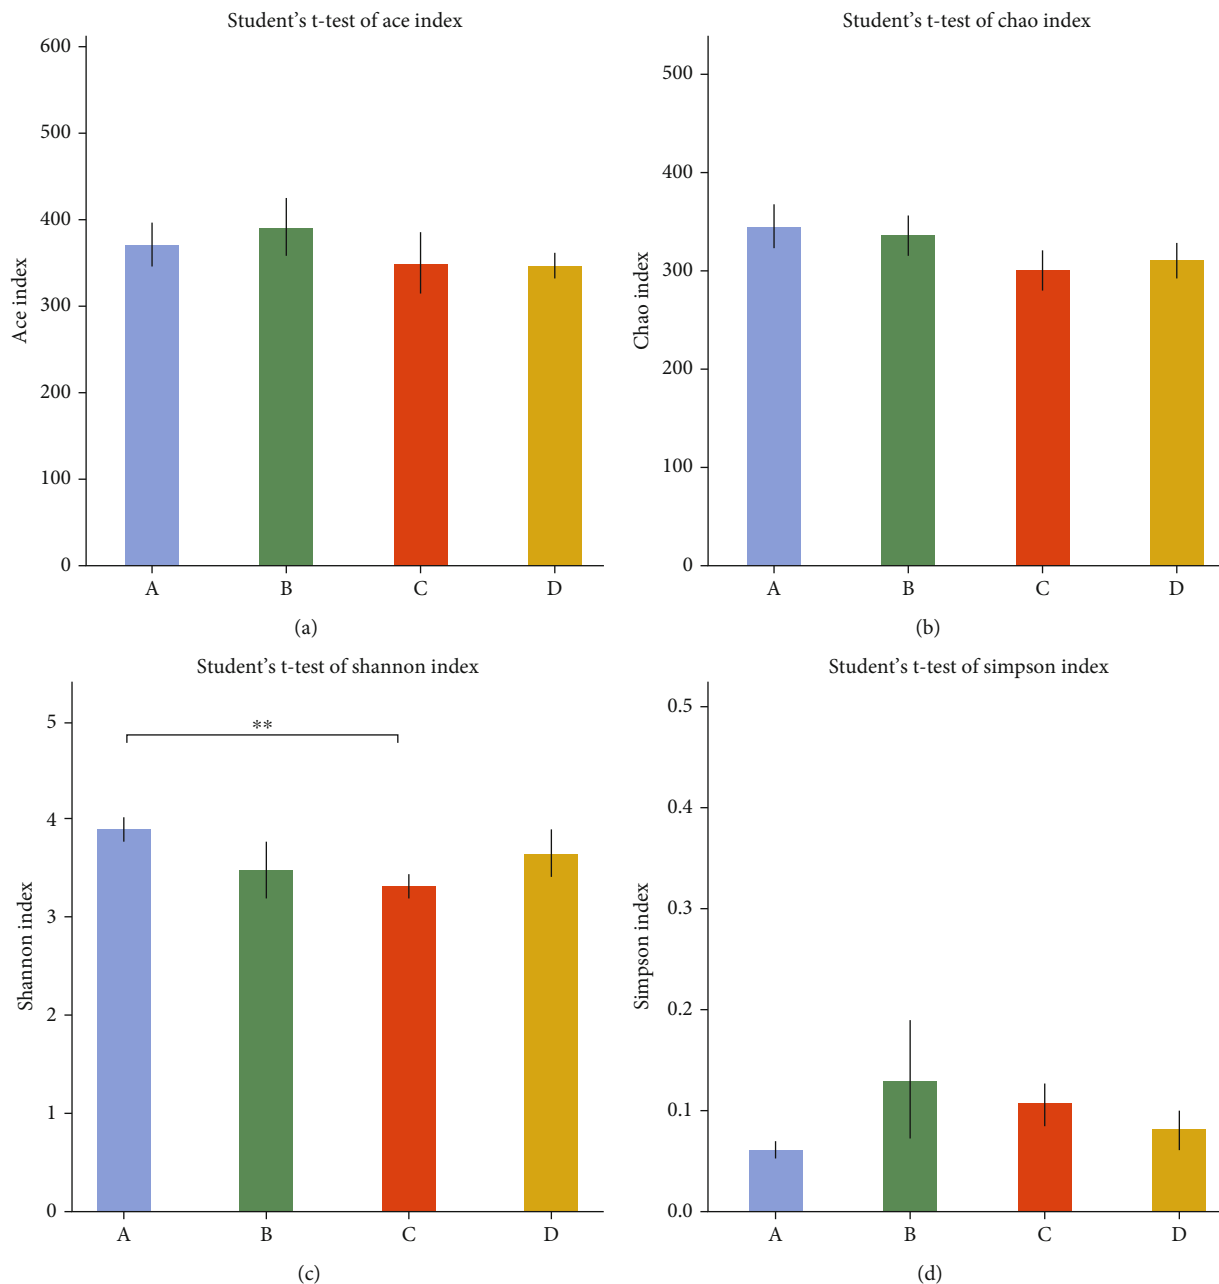 Student's t-test of ace index
600
500
400
300
200
100
0
Ace index
A B C D
(a)
Student's t-test of chao index
500
400
300
200
100
0
Chao index
A B C D
(b)
Student's t-test of shannon index
5
4
3
2
1
0
**
Shannon index
A B C D
(c)
Student's t-test of simpson index
0.5
0.4
0.3
0.2
0.1
0.0
Simpson index
A B C D
(d)